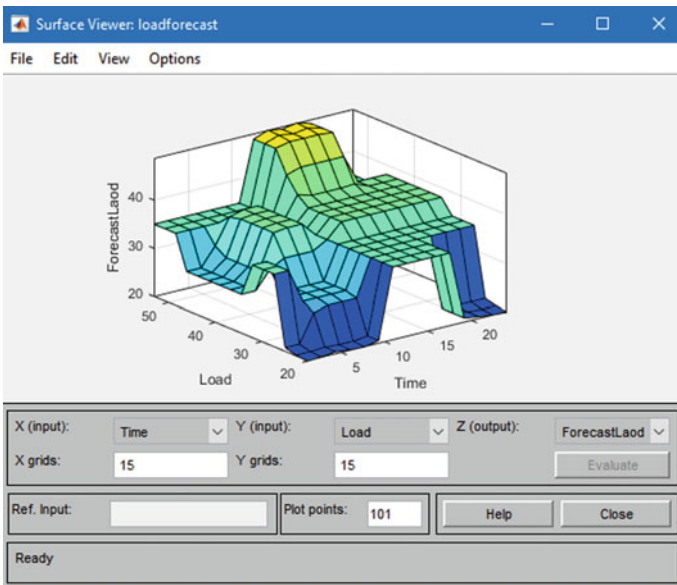 Surface Viewer: loadforecast
File Edit View Options
ForecastLaod
40
30
20
50
40
30
20
Load
5
10
15
20
Time
X (input): Time Y (input): Load Z (output): ForecastLaod
X grids: 15 Y grids: 15 Evaluate
Ref. Input: Plot points: 101 Help Close
Ready